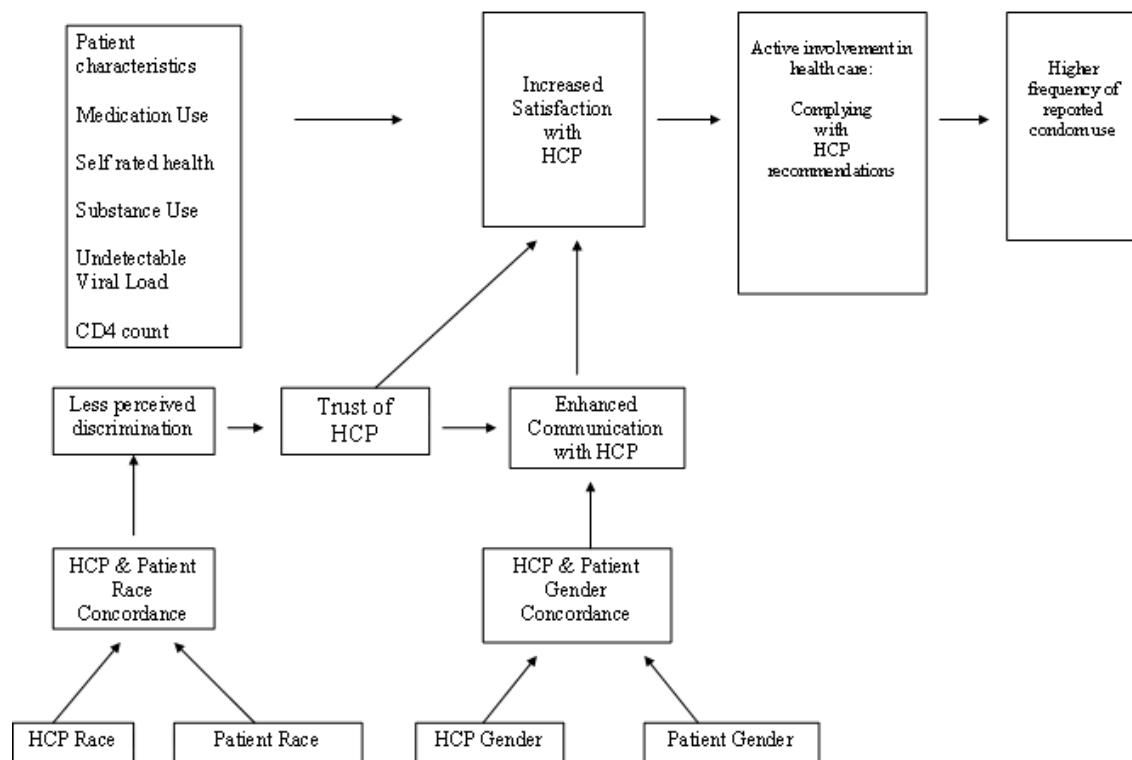 Patient
characteristics
Medication Use
Self rated health
Substance Use
Undetectable
Viral Load
CD4 count
Increased
Satisfaction
with
HCP
Active involvement in
health care:
Complying
with
HCP
recommendations
Higher
frequency of
reported
condom use
Less perceived
discrimination
Trust of
HCP
Enhanced
Communication
with HCP
HCP & Patient
Race
Concordance
HCP & Patient
Gender
Concordance
HCP Race
Patient Race
HCP Gender
Patient Gender